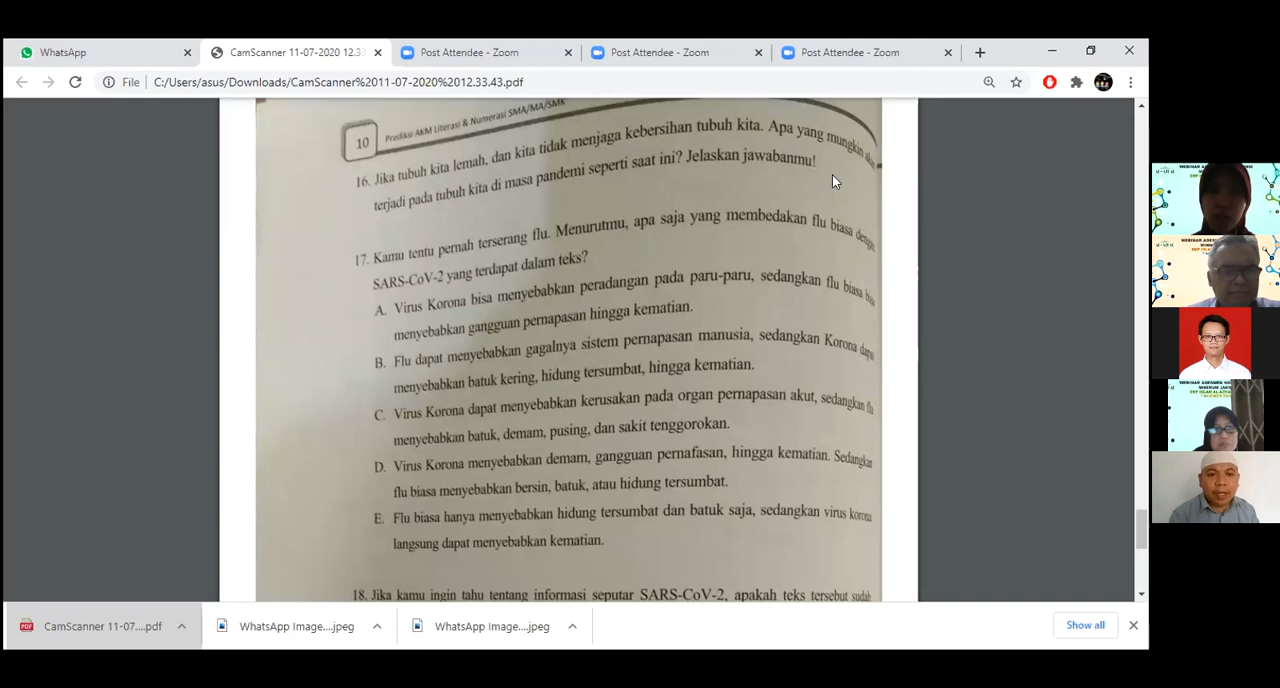 WhatsApp
CamScanner 11-07-2020 12.33
Post Attendee - Zoom
Post Attendee - Zoom
Post Attendee - Zoom
File
C:/Users/asus/Downloads/CamScanner%2011-07-2020%2012.33.43.pdf
10
Prediksi AKM Literasi & Numerasi SMA/MA/SMK
16. Jika tubuh kita lemah, dan kita tidak menjaga kebersihan tubuh kita. Apa yang mungkin
terjadi pada tubuh kita di masa pandemi seperti saat ini? Jelaskan jawabanmu!
17. Kamu tentu pernah terserang flu. Menurutmu, apa saja yang membedakan flu biasa
SARS-CoV-2 yang terdapat dalam teks?
A. Virus Korona bisa menyebabkan peradangan pada paru-paru, sedangkan flu biasa
menyebabkan gangguan pernapasan hingga kematian.
B. Flu dapat menyebabkan gagalnya sistem pernapasan manusia, sedangkan Korona
menyebabkan batuk kering, hidung tersumbat, hingga kematian.
C. Virus Korona dapat menyebabkan kerusakan pada organ pernapasan akut, sedangkan
menyebabkan batuk, demam, pusing, dan sakit tenggorokan.
D. Virus Korona menyebabkan demam, gangguan pernafasan, hingga kematian. Sedangkan
flu biasa menyebabkan bersin, batuk, atau hidung tersumbat.
E. Flu biasa hanya menyebabkan hidung tersumbat dan batuk saja, sedangkan virus korona
langsung dapat menyebabkan kematian.
18. Jika kamu ingin tahu tentang informasi seputar SARS-CoV-2, apakah teks tersebut sudah
CamScanner 11-07....pdf
WhatsApp Image....jpeg
WhatsApp Image....jpeg
Show all